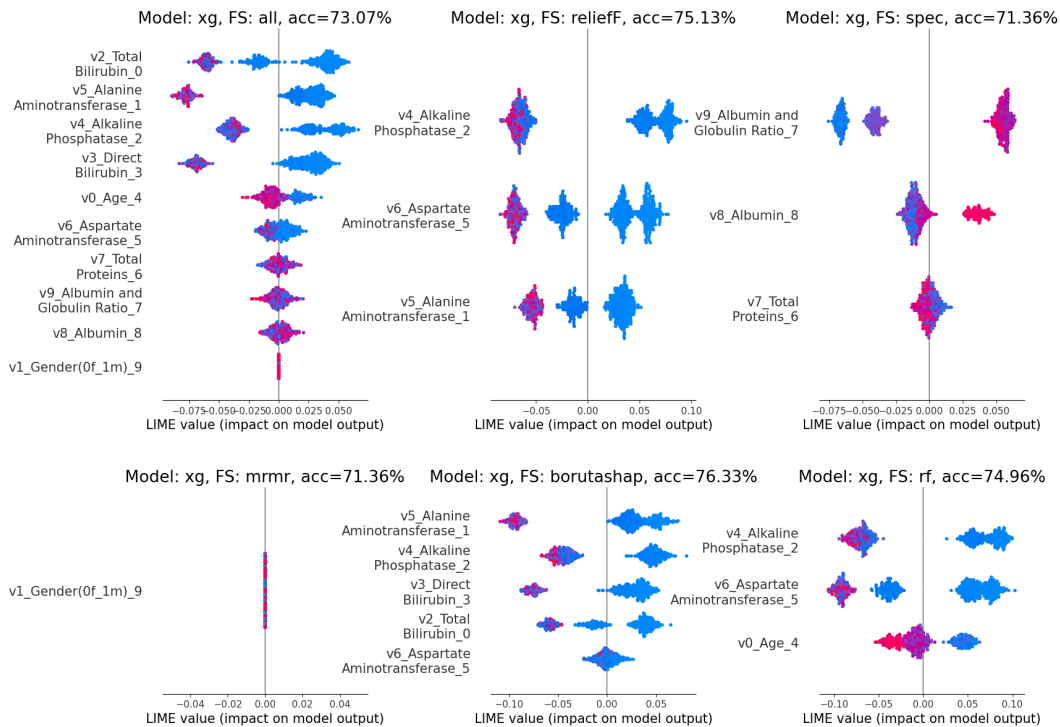 Model: xg, FS: all, acc=73.07%
v2_Total
Bilirubin_0
v5_Alanine
Aminotransferase_1
v4_Alkaline
Phosphatase_2
v3_Direct
Bilirubin_3
v0_Age_4
v6_Aspartate
Aminotransferase_5
v7_Total
Proteins_6
v9_Albumin and
Globulin Ratio_7
v8_Albumin_8
v1_Gender(0f_1m)_9
−0.075−0.050−0.0250.000 0.025 0.050
LIME value (impact on model output)
Model: xg, FS: reliefF, acc=75.13%
v4_Alkaline
Phosphatase_2
v6_Aspartate
Aminotransferase_5
v5_Alanine
Aminotransferase_1
−0.05 0.00 0.05 0.10
LIME value (impact on model output)
Model: xg, FS: spec, acc=71.36%
v9_Albumin and
Globulin Ratio_7
v8_Albumin_8
v7_Total
Proteins_6
−0.075−0.050−0.025 0.000 0.025 0.050
LIME value (impact on model output)
Model: xg, FS: mrmr, acc=71.36%
v1_Gender(0f_1m)_9
−0.04 −0.02 0.00 0.02 0.04
LIME value (impact on model output)
Model: xg, FS: borutashap, acc=76.33%
v5_Alanine
Aminotransferase_1
v4_Alkaline
Phosphatase_2
v3_Direct
Bilirubin_3
v2_Total
Bilirubin_0
v6_Aspartate
Aminotransferase_5
−0.10 −0.05 0.00 0.05
LIME value (impact on model output)
Model: xg, FS: rf, acc=74.96%
v4_Alkaline
Phosphatase_2
v6_Aspartate
Aminotransferase_5
v0_Age_4
−0.10 −0.05 0.00 0.05 0.10
LIME value (impact on model output)